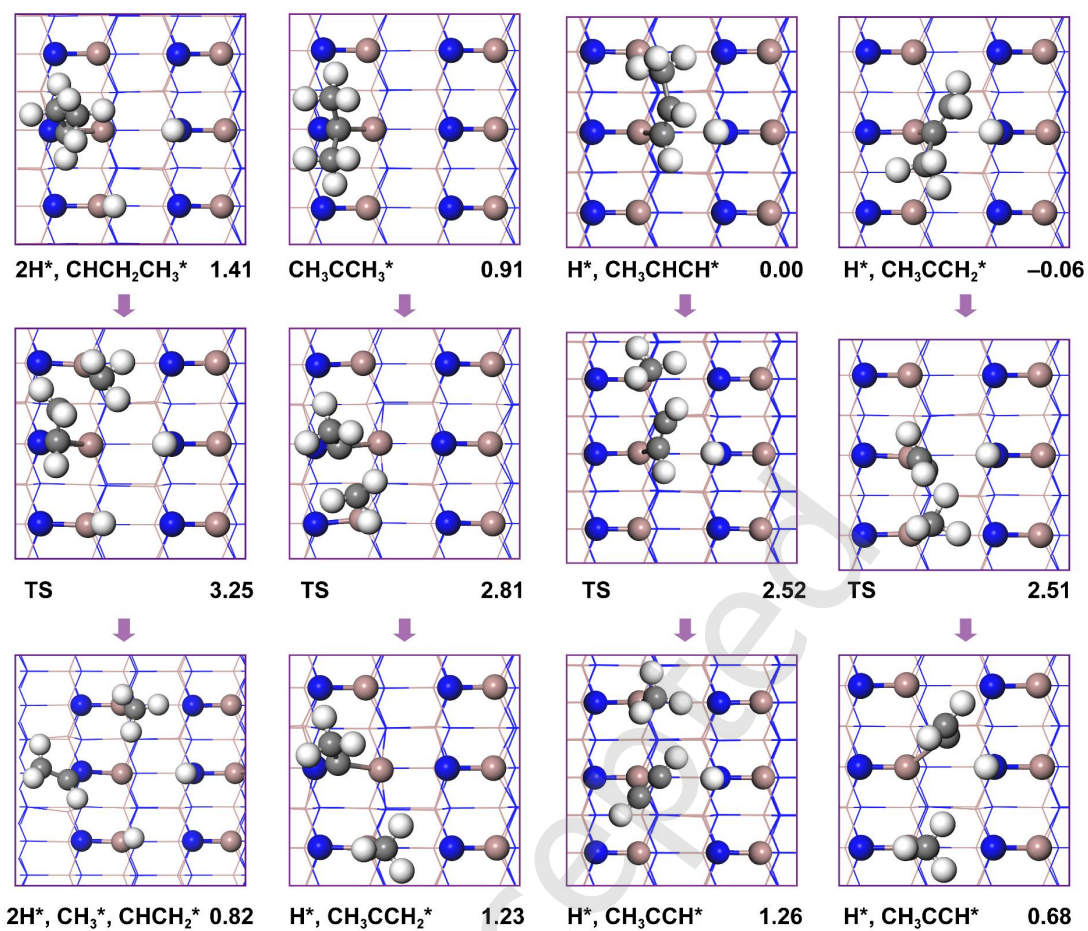 2H*, CHCH₂CH₃* 1.41 CH₃CCH₃* 0.91 H*, CH₃CHCH* 0.00 H*, CH₃CCH₂* –0.06
TS 3.25 TS 2.81 TS 2.52 TS 2.51
2H*, CH₃*, CHCH₂* 0.82 H*, CH₃CCH₂* 1.23 H*, CH₃CCH* 1.26 H*, CH₃CCH* 0.68